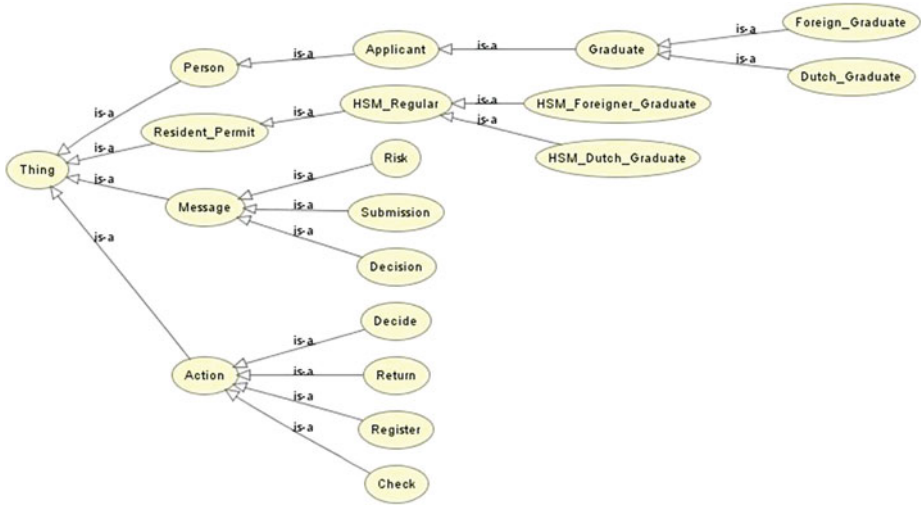 Foreign_Graduate
is-a
Applicant
is-a
Graduate
is-a
Person
is-a
Dutch_Graduate
is-a
HSM_Regular
is-a
HSM_Foreigner_Graduate
is-a
Resident_Permit
is-a
is-a
HSM_Dutch_Graduate
Risk
Thing
is-a
is-a
Message
is-a
Submission
is-a
is-a
Decision
Decide
is-a
Action
is-a
Return
is-a
Register
is-a
Check